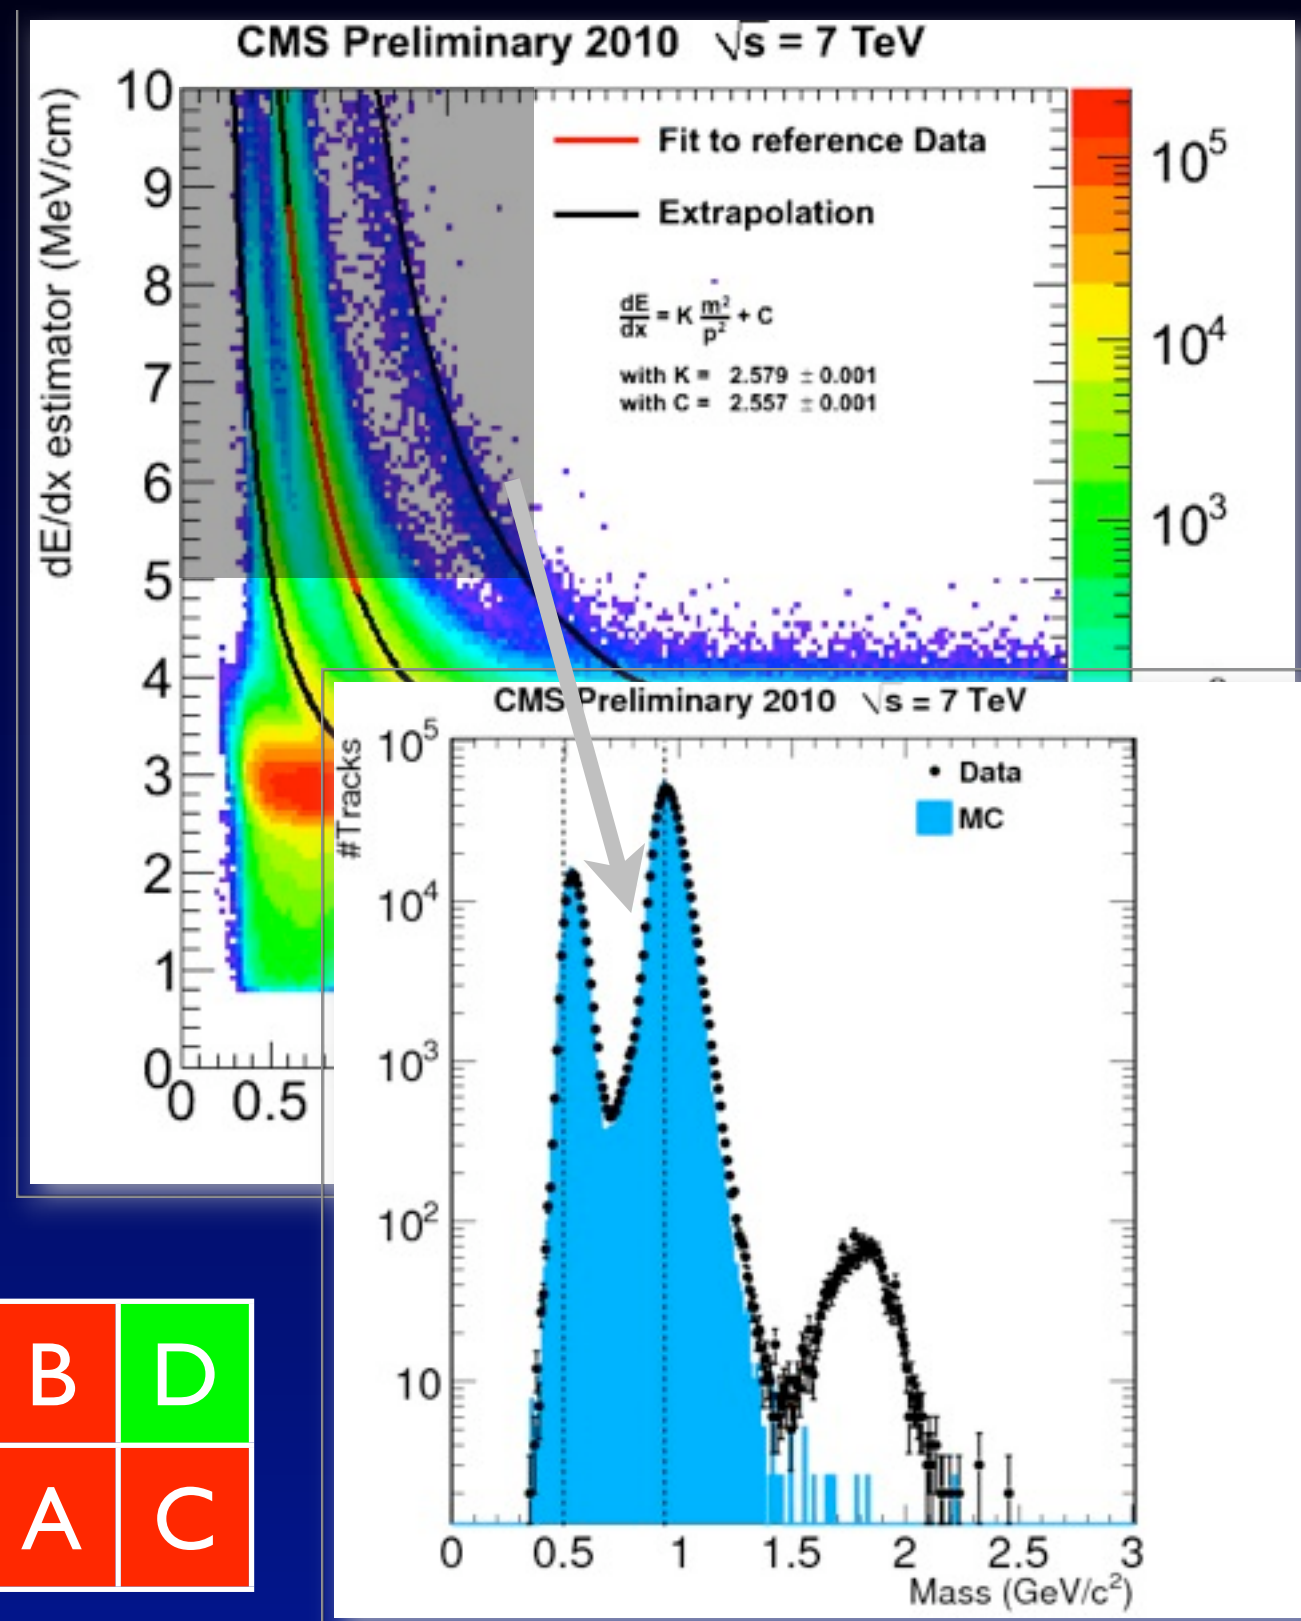 CMS Preliminary 2010 √s = 7 TeV
dE/dx estimator (MeV/cm)
10
9
8
7
6
5
4
3
2
1
0
0 0.5
Fit to reference Data
Extrapolation
dE/dx = K m²/p² + C
with K = 2.579 ± 0.001
with C = 2.557 ± 0.001
10⁵
10⁴
10³
CMS Preliminary 2010 √s = 7 TeV
#Tracks
10⁵
10⁴
10³
10²
10
Data
MC
0 0.5 1 1.5 2 2.5 3
Mass (GeV/c²)
B D
A C